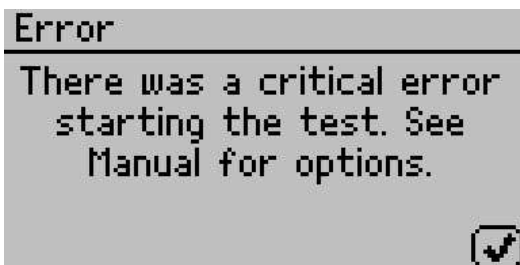 Error
There was a critical error
starting the test. See
Manual for options.